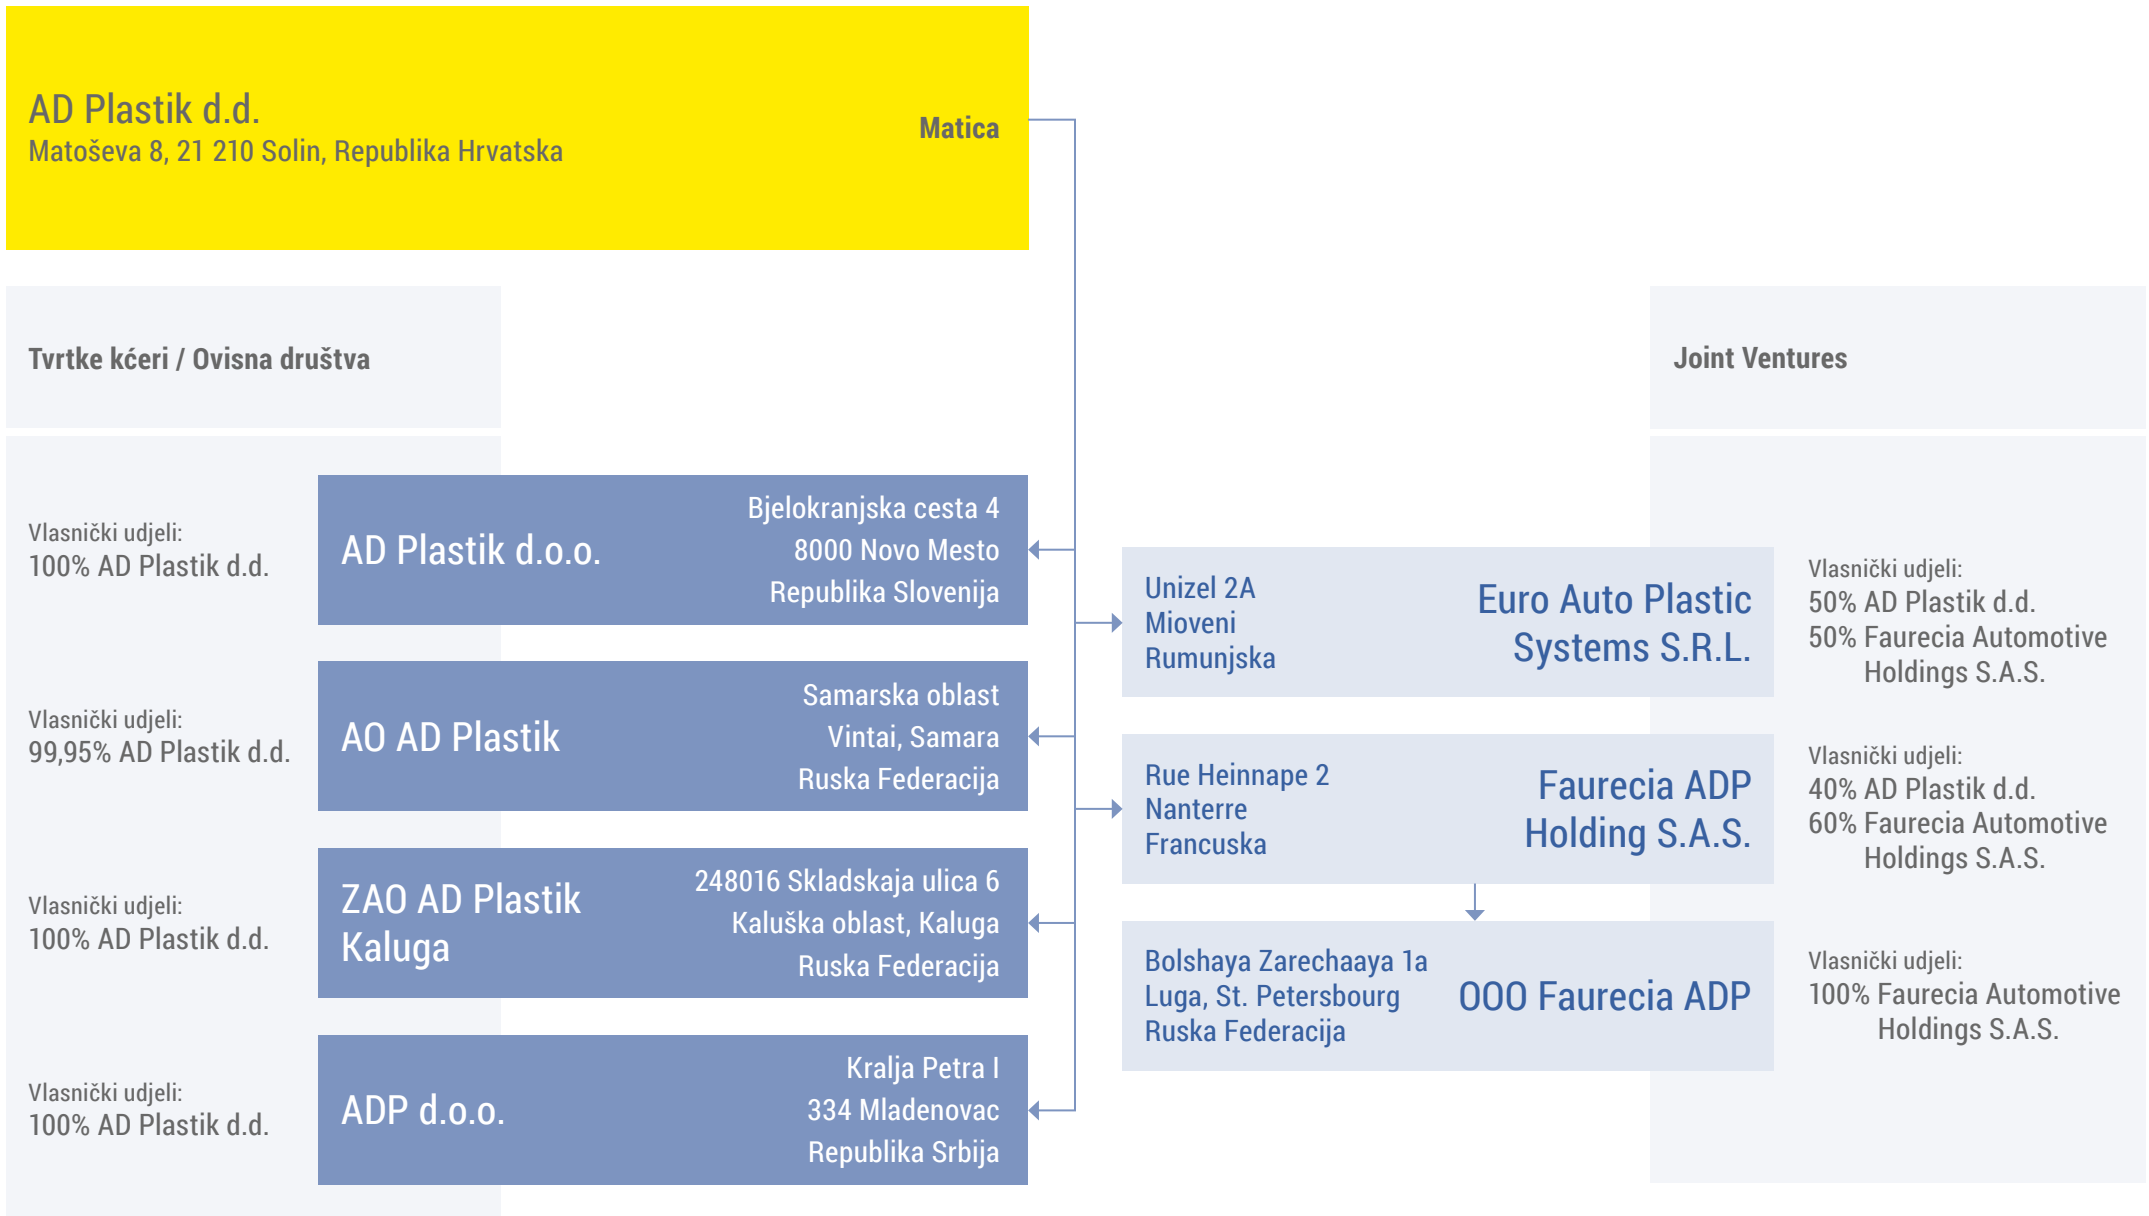 AD Plastik d.d.
Matoševa 8, 21 210 Solin, Republika Hrvatska
Matica
Tvrtke kćeri / Ovisna društva
Vlasnički udjeli:
100% AD Plastik d.d.
AD Plastik d.o.o.
Bjelokranjska cesta 4
8000 Novo Mesto
Republika Slovenija
Vlasnički udjeli:
99,95% AD Plastik d.d.
AO AD Plastik
Samarska oblast
Vintai, Samara
Ruska Federacija
Vlasnički udjeli:
100% AD Plastik d.d.
ZAO AD Plastik
Kaluga
248016 Skladskaja ulica 6
Kaluška oblast, Kaluga
Ruska Federacija
Vlasnički udjeli:
100% AD Plastik d.d.
ADP d.o.o.
Kralja Petra I
334 Mladenovac
Republika Srbija
Joint Ventures
Unizel 2A
Mioveni
Rumunjska
Euro Auto Plastic
Systems S.R.L.
Vlasnički udjeli:
50% AD Plastik d.d.
50% Faurecia Automotive
Holdings S.A.S.
Rue Heinnape 2
Nanterre
Francuska
Faurecia ADP
Holding S.A.S.
Vlasnički udjeli:
40% AD Plastik d.d.
60% Faurecia Automotive
Holdings S.A.S.
Bolshaya Zarechaaya 1a
Luga, St. Petersbourg
Ruska Federacija
OOO Faurecia ADP
Vlasnički udjeli:
100% Faurecia Automotive
Holdings S.A.S.